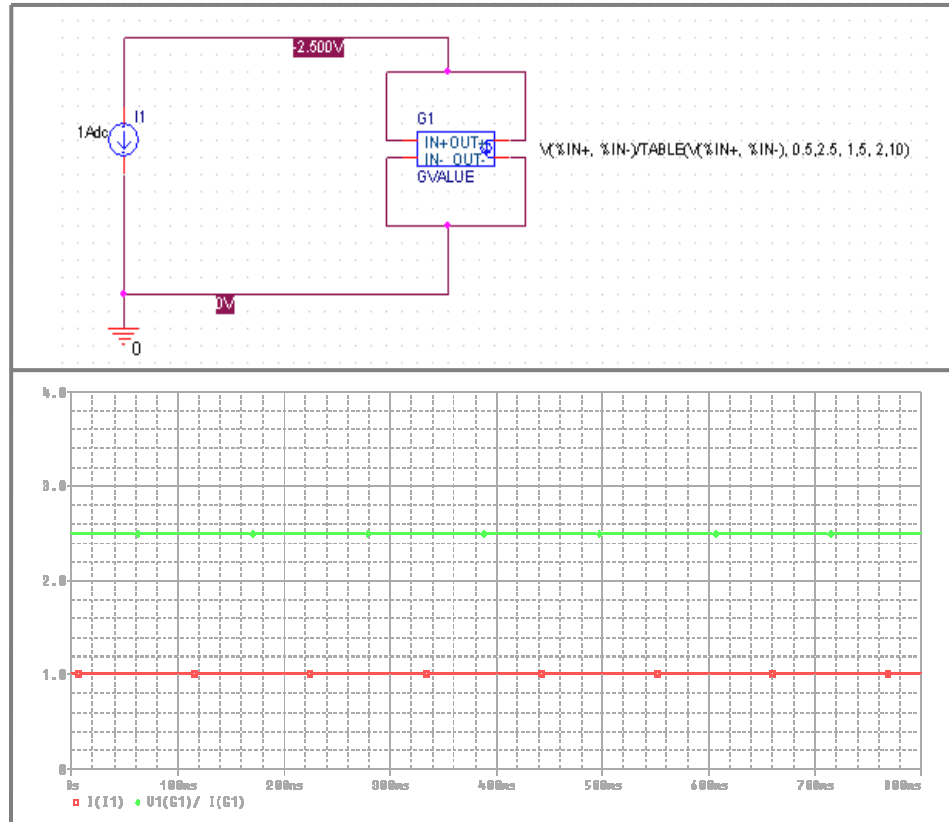 -2.500V
I1
1Adc
G1
IN+ OUT+
IN- OUT-
GVALUE
V(%IN+, %IN-)/TABLE(V(%IN+, %IN-), 0.5,2.5, 1,5, 2,10)
0V
0
4.0
3.0
2.0
1.0
0
0s 100ms 200ms 300ms 400ms 500ms 600ms 700ms 800ms
I(I1) V1(G1)/ I(G1)